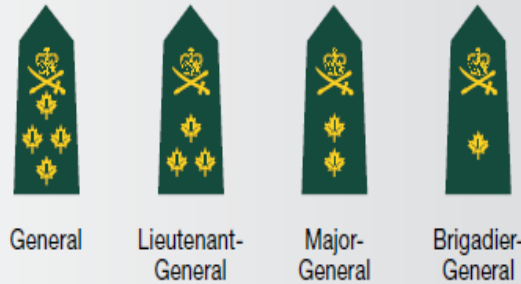 General
Lieutenant-
General
Major-
General
Brigadier-
General